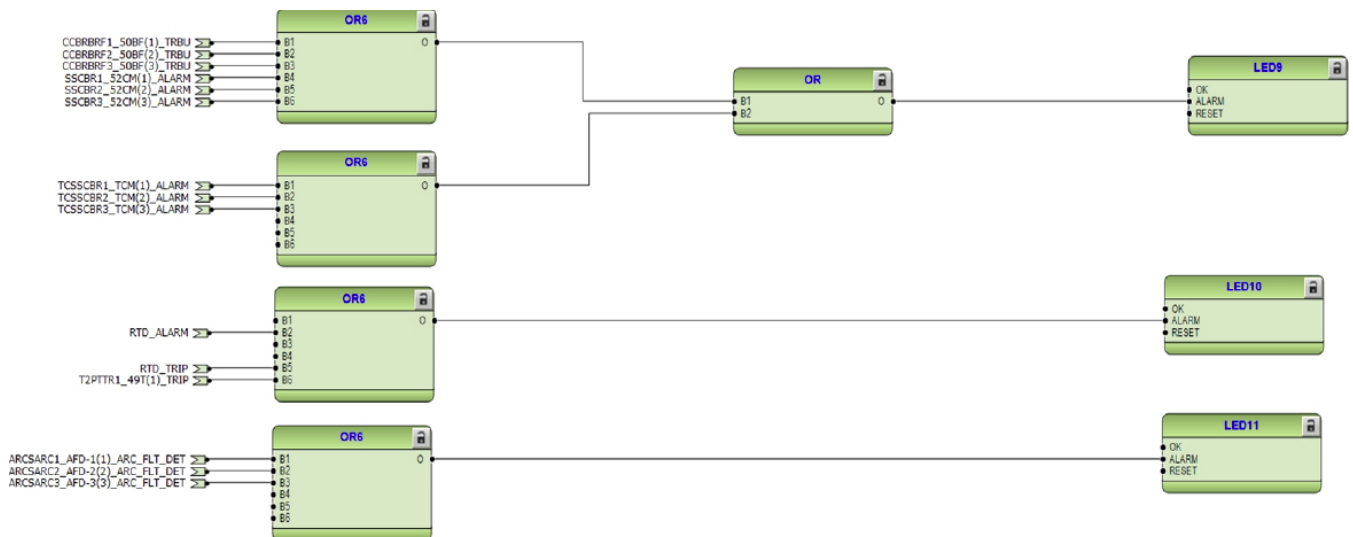 OR6
CCBRBRF1_50BF(1)_TRBU B1 O
CCBRBRF2_50BF(2)_TRBU B2
CCBRBRF3_50BF(3)_TRBU B3
SSCBR1_52CM(1)_ALARM B4
SSCBR2_52CM(2)_ALARM B5
SSCBR3_52CM(3)_ALARM B6
OR
B1 O
B2
LED9
OK
ALARM
RESET
OR6
TCSSCBR1_TCM(1)_ALARM B1 O
TCSSCBR2_TCM(2)_ALARM B2
TCSSCBR3_TCM(3)_ALARM B3
B4
B5
B6
OR6
B1 O
RTD_ALARM B2
B3
B4
RTD_TRIP B5
T2PTTR1_49T(1)_TRIP B6
LED10
OK
ALARM
RESET
OR6
ARCSARC1_AFD-1(1)_ARC_FLT_DET B1 O
ARCSARC2_AFD-2(2)_ARC_FLT_DET B2
ARCSARC3_AFD-3(3)_ARC_FLT_DET B3
B4
B5
B6
LED11
OK
ALARM
RESET